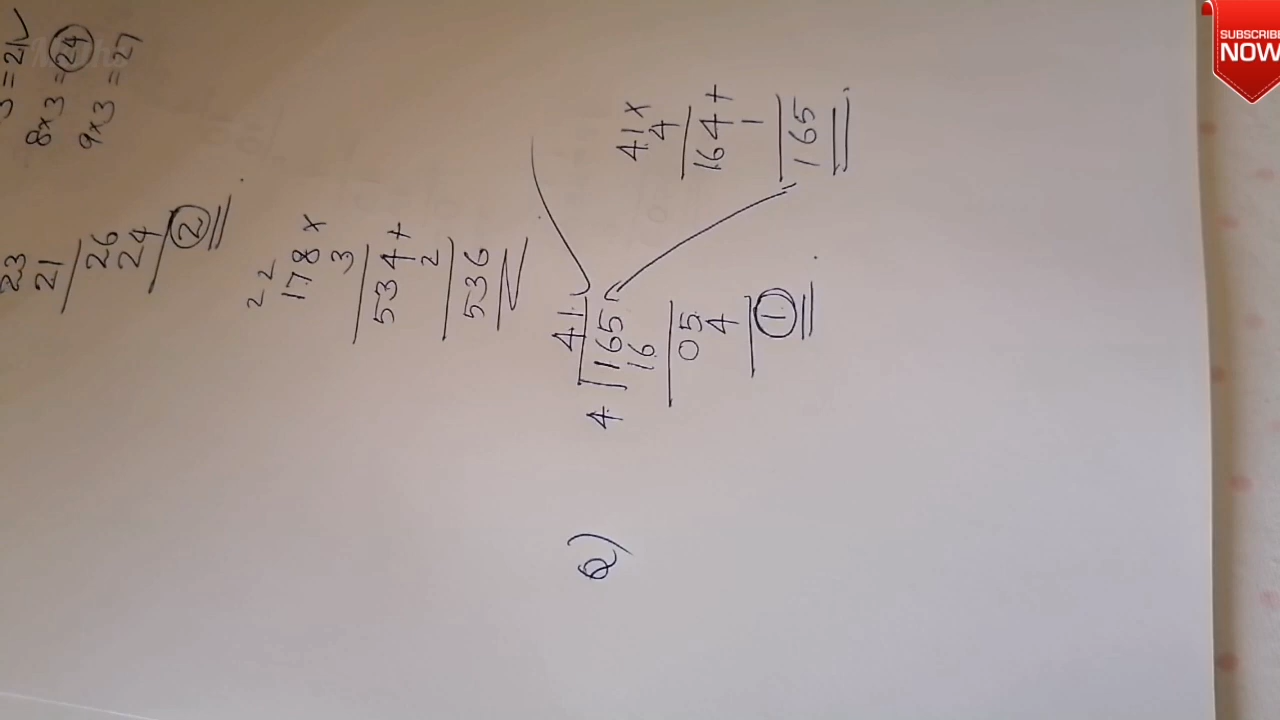 3 = 21
8 x 3 = 24
9 x 3 = 27
23
21
26
24
2
2 2
178 x
3
534 +
2
536
Q)
41
4 165
16
05
4
1
41 x
4
164 +
1
165
SUBSCRIBE
NOW